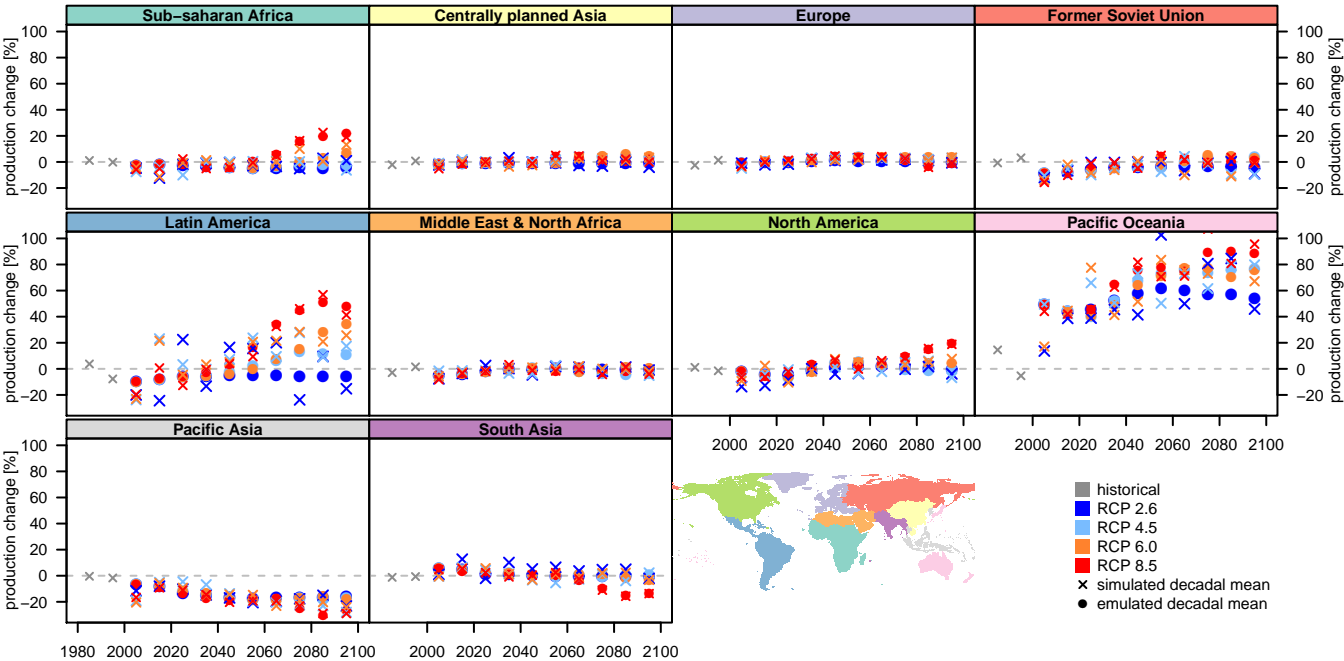 Sub−saharan Africa
Centrally planned Asia
Europe
Former Soviet Union
production change [%]
100
80
60
40
20
0
−20
100
80
60
40
20
0
−20
production change [%]
Latin America
Middle East & North Africa
North America
Pacific Oceania
production change [%]
100
80
60
40
20
0
−20
100
80
60
40
20
0
−20
production change [%]
2000 2020 2040 2060 2080 2100
2000 2020 2040 2060 2080 2100
Pacific Asia
South Asia
production change [%]
100
80
60
40
20
0
−20
1980 2000 2020 2040 2060 2080 2100
2000 2020 2040 2060 2080 2100
historical
RCP 2.6
RCP 4.5
RCP 6.0
RCP 8.5
simulated decadal mean
emulated decadal mean